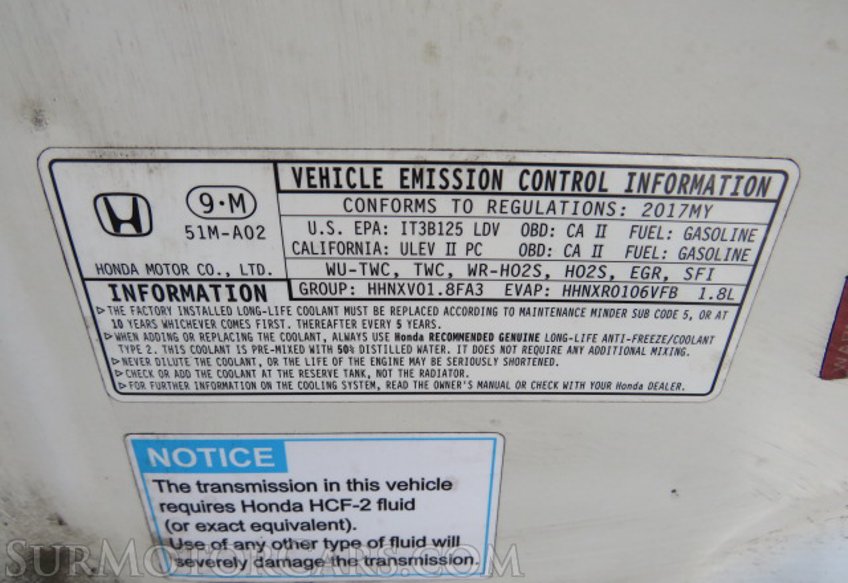 9·M
51M-A02
HONDA MOTOR CO., LTD.
VEHICLE EMISSION CONTROL INFORMATION
CONFORMS TO REGULATIONS: 2017MY
U.S. EPA: IT3B125 LDV OBD: CA II FUEL: GASOLINE
CALIFORNIA: ULEV II PC OBD: CA II FUEL: GASOLINE
WU-TWC, TWC, WR-HO2S, HO2S, EGR, SFI
GROUP: HHNXV01.8FA3 EVAP: HHNXR0106VFB 1.8L
INFORMATION
▷THE FACTORY INSTALLED LONG-LIFE COOLANT MUST BE REPLACED ACCORDING TO MAINTENANCE MINDER SUB CODE 5, OR AT
10 YEARS WHICHEVER COMES FIRST. THEREAFTER EVERY 5 YEARS.
▷WHEN ADDING OR REPLACING THE COOLANT, ALWAYS USE Honda RECOMMENDED GENUINE LONG-LIFE ANTI-FREEZE/COOLANT
TYPE 2. THIS COOLANT IS PRE-MIXED WITH 50% DISTILLED WATER. IT DOES NOT REQUIRE ANY ADDITIONAL MIXING.
▷NEVER DILUTE THE COOLANT, OR THE LIFE OF THE ENGINE MAY BE SERIOUSLY SHORTENED.
▷CHECK OR ADD THE COOLANT AT THE RESERVE TANK, NOT THE RADIATOR.
▷FOR FURTHER INFORMATION ON THE COOLING SYSTEM, READ THE OWNER'S MANUAL OR CHECK WITH YOUR Honda DEALER.
NOTICE
The transmission in this vehicle
requires Honda HCF-2 fluid
(or exact equivalent).
Use of any other type of fluid will
severely damage the transmission.
SurMotorCars.com